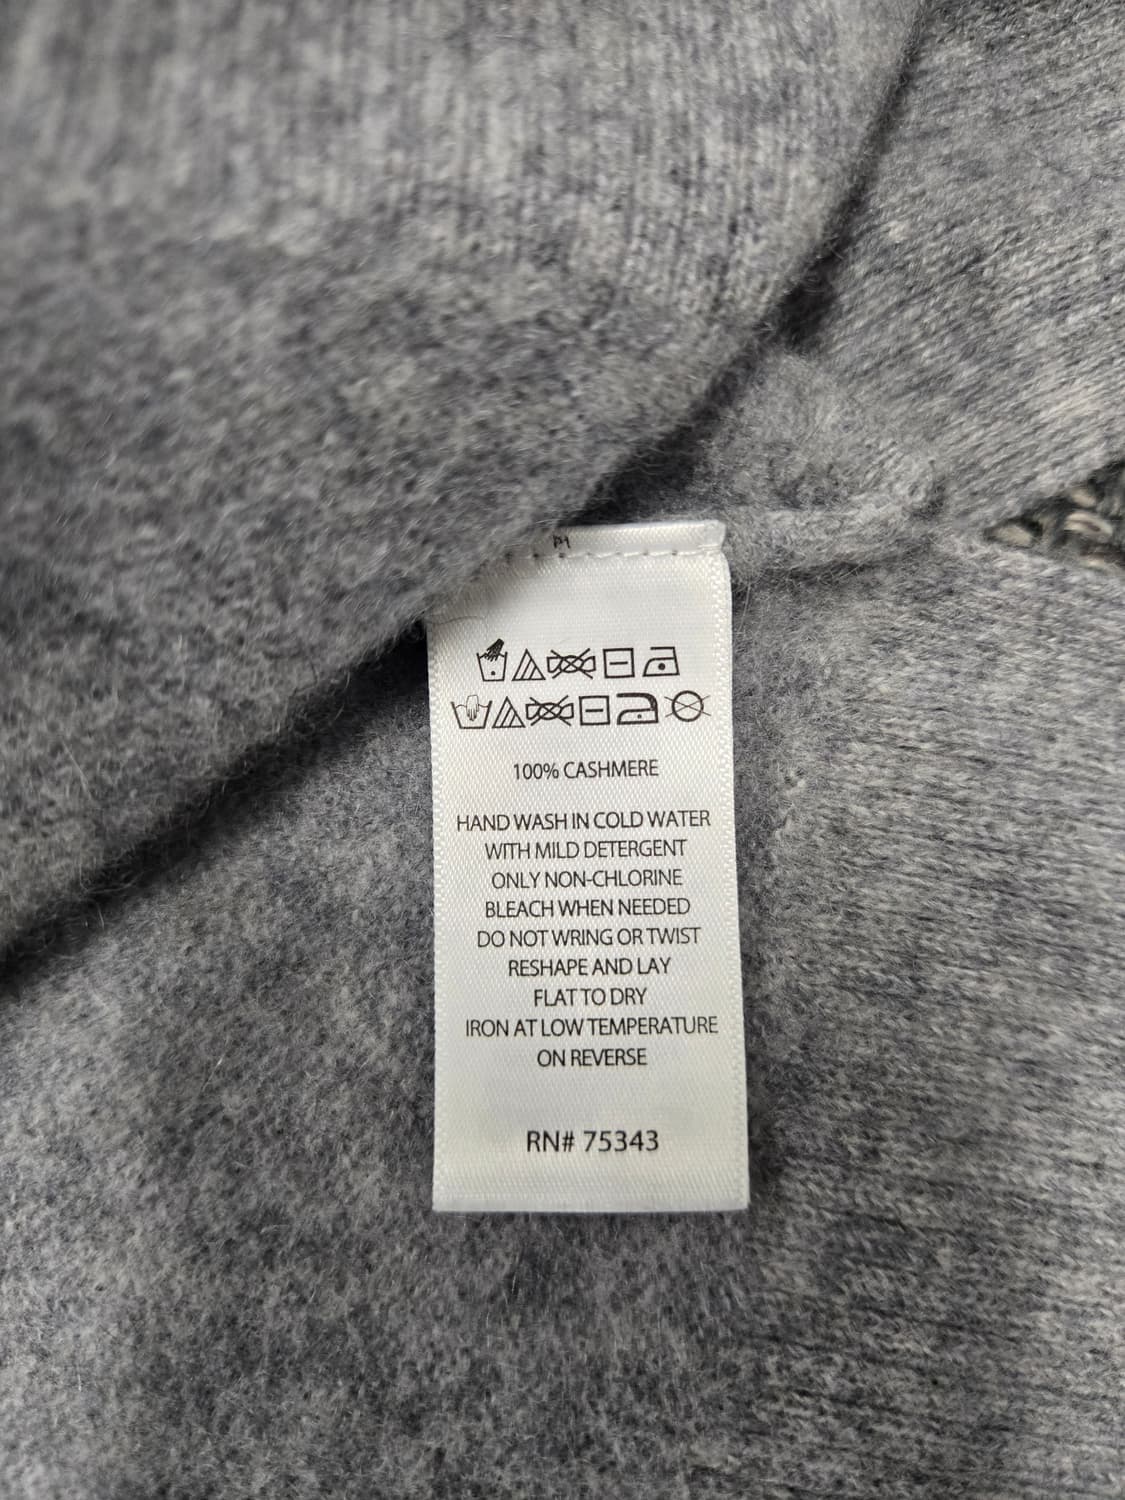 100% CASHMERE
HAND WASH IN COLD WATER
WITH MILD DETERGENT
ONLY NON-CHLORINE
BLEACH WHEN NEEDED
DO NOT WRING OR TWIST
RESHAPE AND LAY
FLAT TO DRY
IRON AT LOW TEMPERATURE
ON REVERSE
RN# 75343